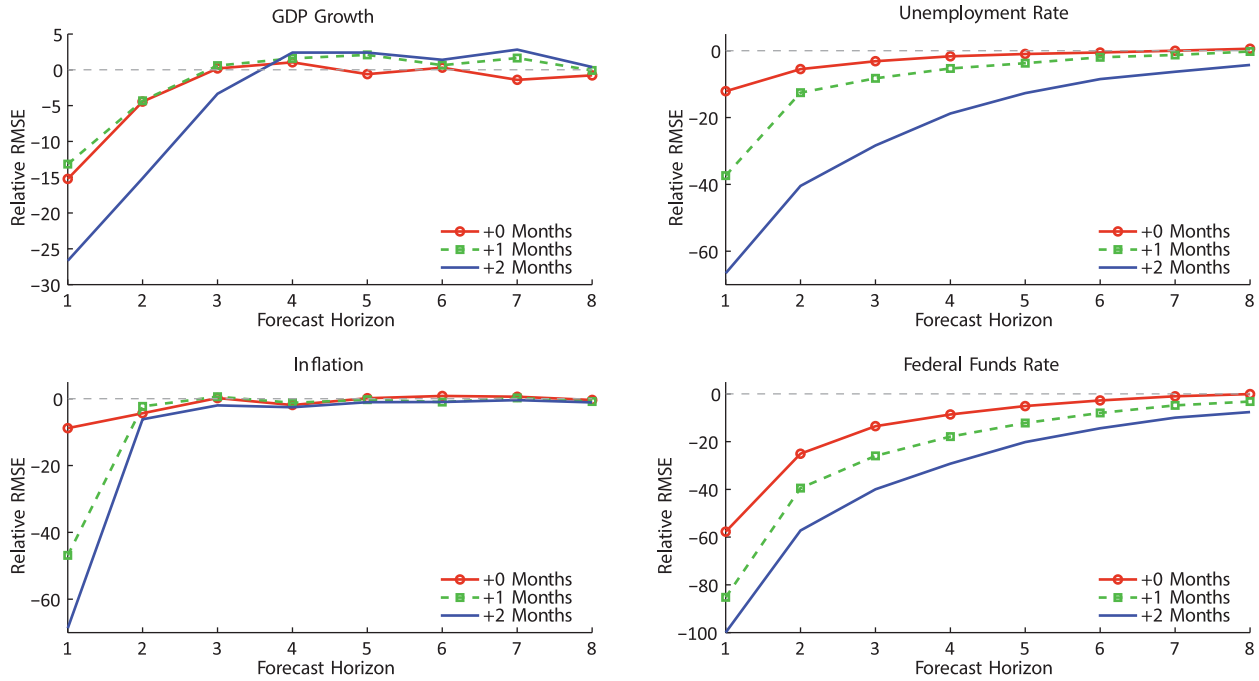 GDP Growth
Relative RMSE
5
0
−5
−10
−15
−20
−25
−30
1 2 3 4 5 6 7 8
Forecast Horizon
+0 Months
+1 Months
+2 Months
Unemployment Rate
Relative RMSE
0
−20
−40
−60
1 2 3 4 5 6 7 8
Forecast Horizon
+0 Months
+1 Months
+2 Months
Inflation
Relative RMSE
0
−20
−40
−60
1 2 3 4 5 6 7 8
Forecast Horizon
+0 Months
+1 Months
+2 Months
Federal Funds Rate
Relative RMSE
0
−20
−40
−60
−80
−100
1 2 3 4 5 6 7 8
Forecast Horizon
+0 Months
+1 Months
+2 Months